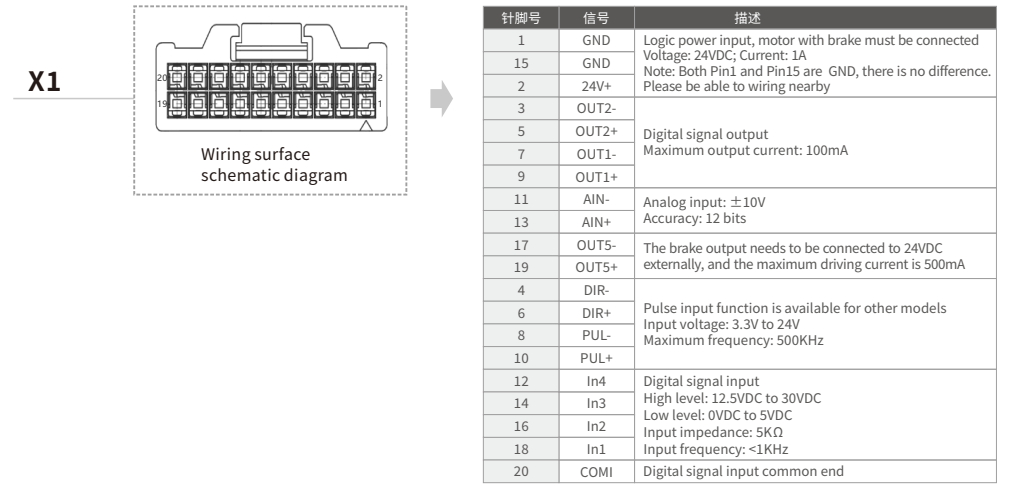 X1
20
2
19
1
Wiring surface
schematic diagram
针脚号 信号 描述
1 GND Logic power input, motor with brake must be connected
Voltage: 24VDC; Current: 1A
15 GND Note: Both Pin1 and Pin15 are GND, there is no difference.
2 24V+ Please be able to wiring nearby
3 OUT2-
5 OUT2+ Digital signal output
7 OUT1- Maximum output current: 100mA
9 OUT1+
11 AIN- Analog input: ±10V
13 AIN+ Accuracy: 12 bits
17 OUT5- The brake output needs to be connected to 24VDC
19 OUT5+ externally, and the maximum driving current is 500mA
4 DIR-
6 DIR+ Pulse input function is available for other models
Input voltage: 3.3V to 24V
8 PUL- Maximum frequency: 500KHz
10 PUL+
12 In4 Digital signal input
14 In3 High level: 12.5VDC to 30VDC
Low level: 0VDC to 5VDC
16 In2 Input impedance: 5KΩ
18 In1 Input frequency: <1KHz
20 COMI Digital signal input common end